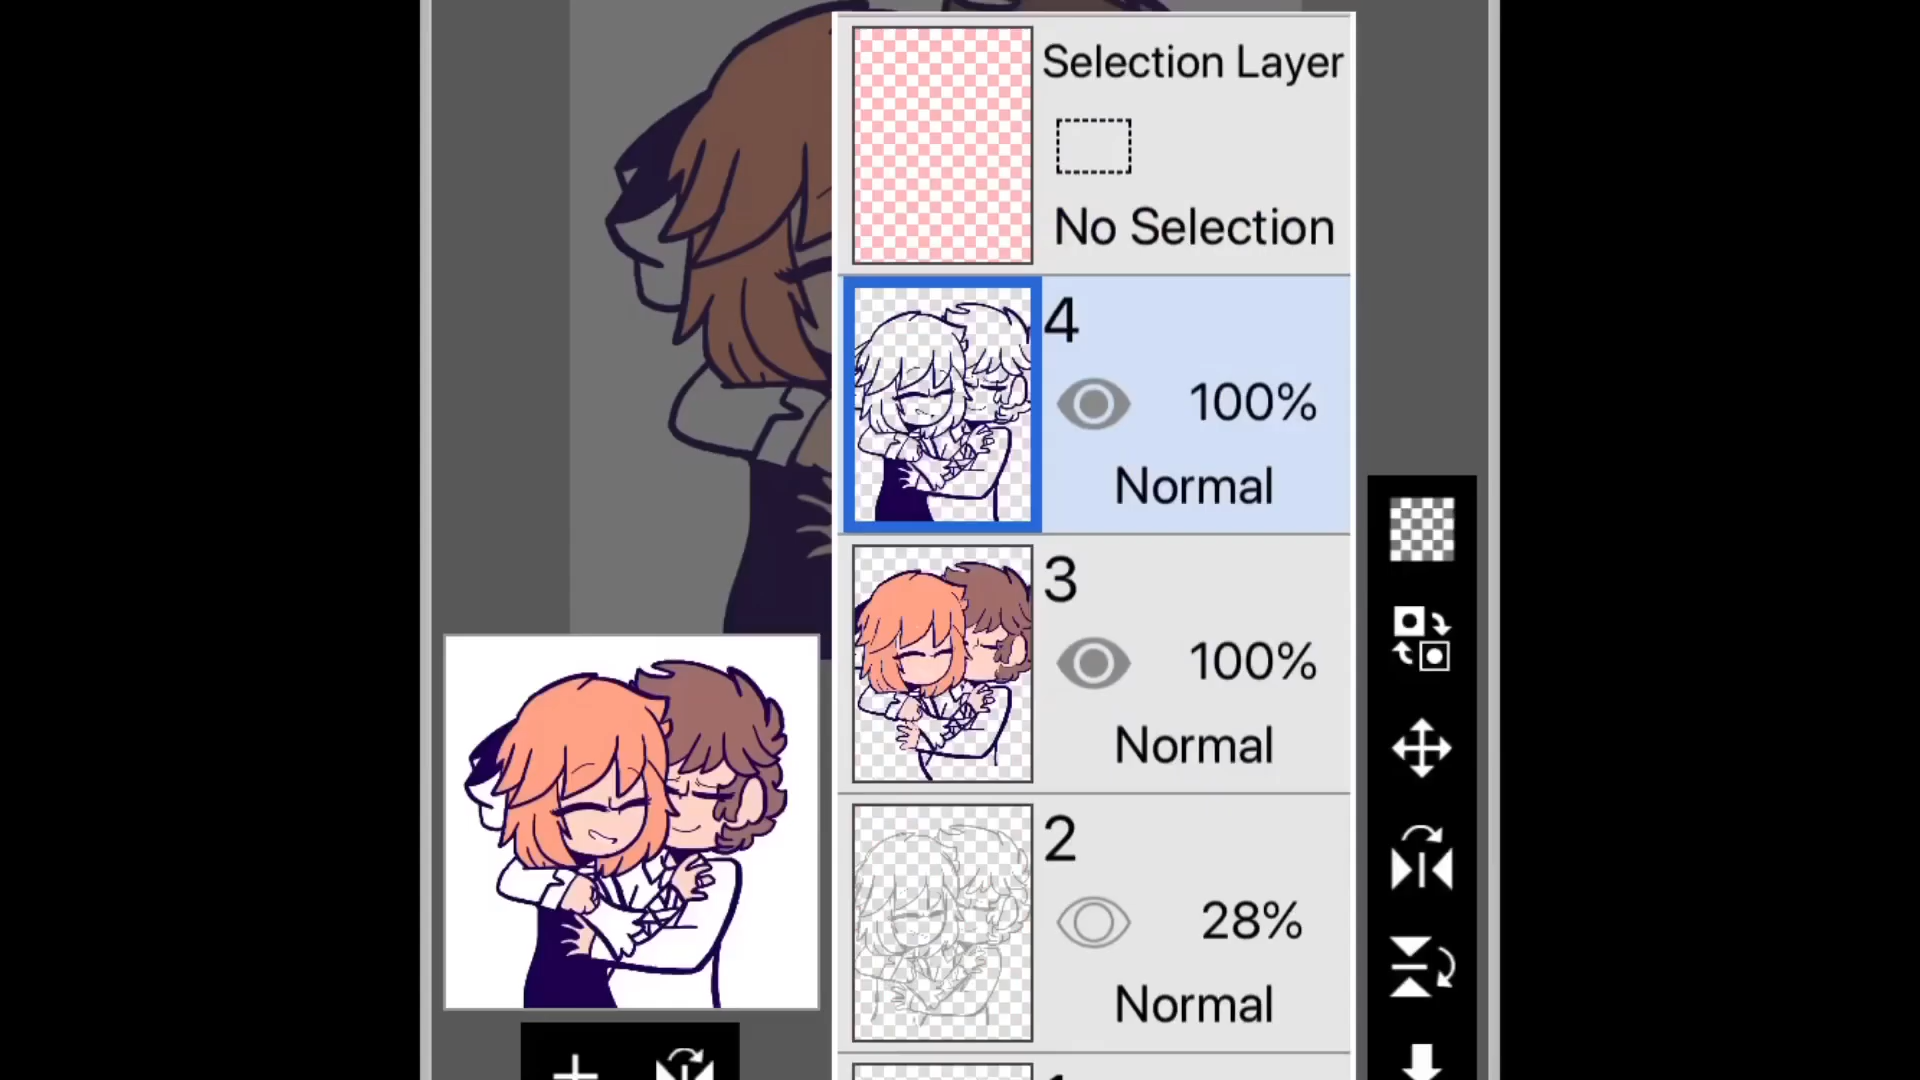 Selection Layer
No Selection
4
100%
Normal
3
100%
Normal
2
28%
Normal